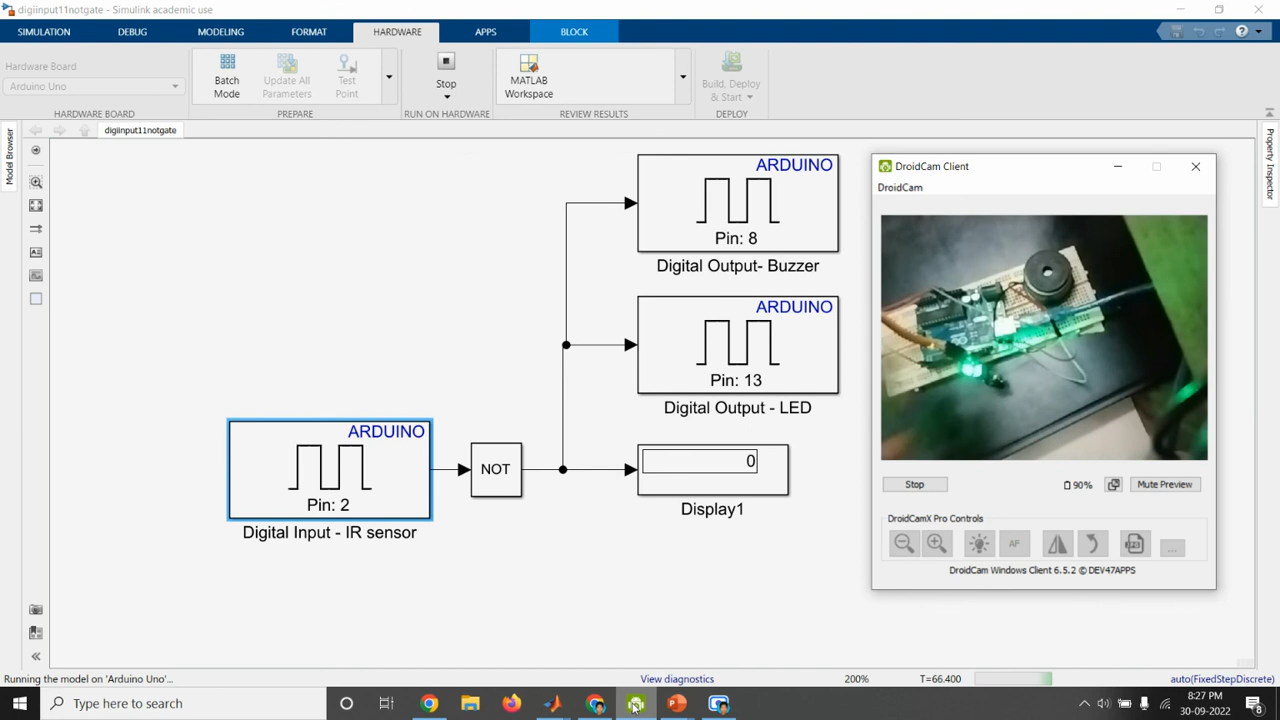 digiinput11notgate - Simulink academic use
SIMULATION
DEBUG
MODELING
FORMAT
HARDWARE
APPS
BLOCK
Hardware Board
Arduino Uno
HARDWARE BOARD
Batch
Mode
Update All
Parameters
Test
Point
PREPARE
Stop
RUN ON HARDWARE
MATLAB
Workspace
REVIEW RESULTS
Build, Deploy
& Start
DEPLOY
Model Browser
digiinput11notgate
Property Inspector
ARDUINO
Pin: 8
Digital Output- Buzzer
ARDUINO
Pin: 13
Digital Output - LED
ARDUINO
Pin: 2
Digital Input - IR sensor
NOT
0
Display1
DroidCam Client
DroidCam
Stop
90%
Mute Preview
DroidCamX Pro Controls
AF
...
DroidCam Windows Client 6.5.2 © DEV47APPS
Running the model on 'Arduino Uno'...
View diagnostics
200%
T=66.400
auto(FixedStepDiscrete)
Type here to search
8:27 PM
30-09-2022
8